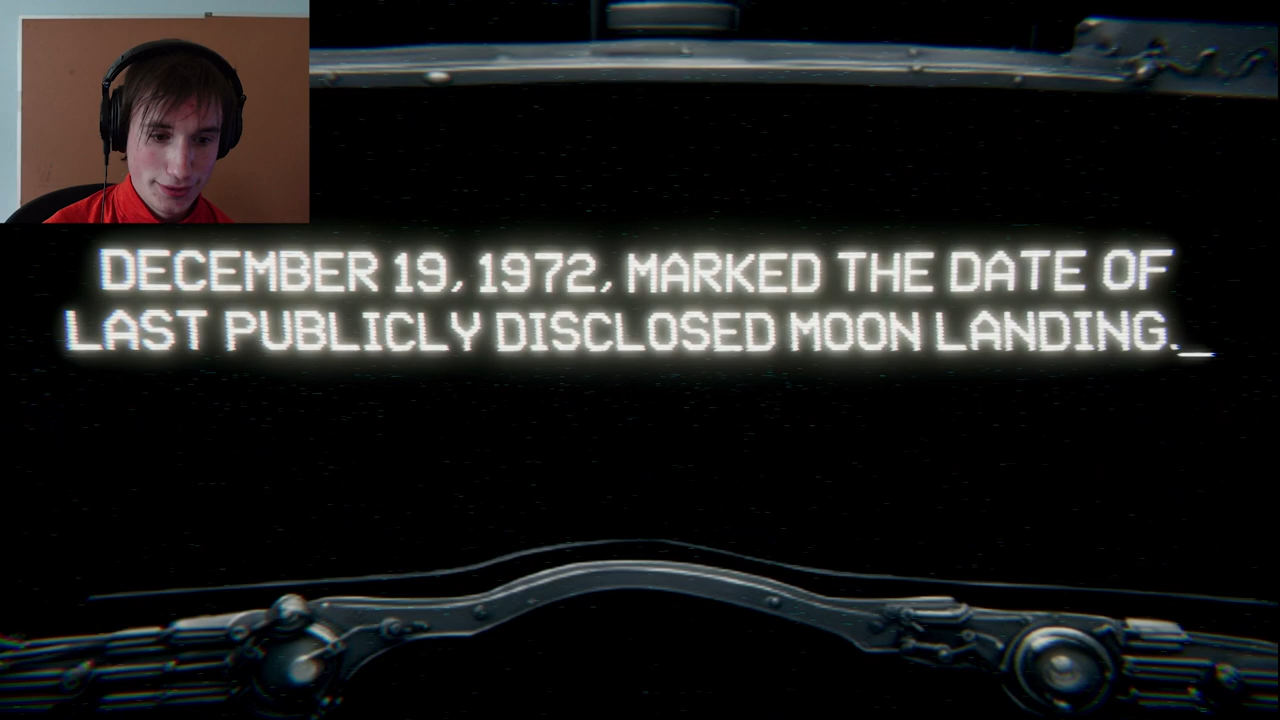 DECEMBER 19, 1972, MARKED THE DATE OF
LAST PUBLICLY DISCLOSED MOON LANDING._